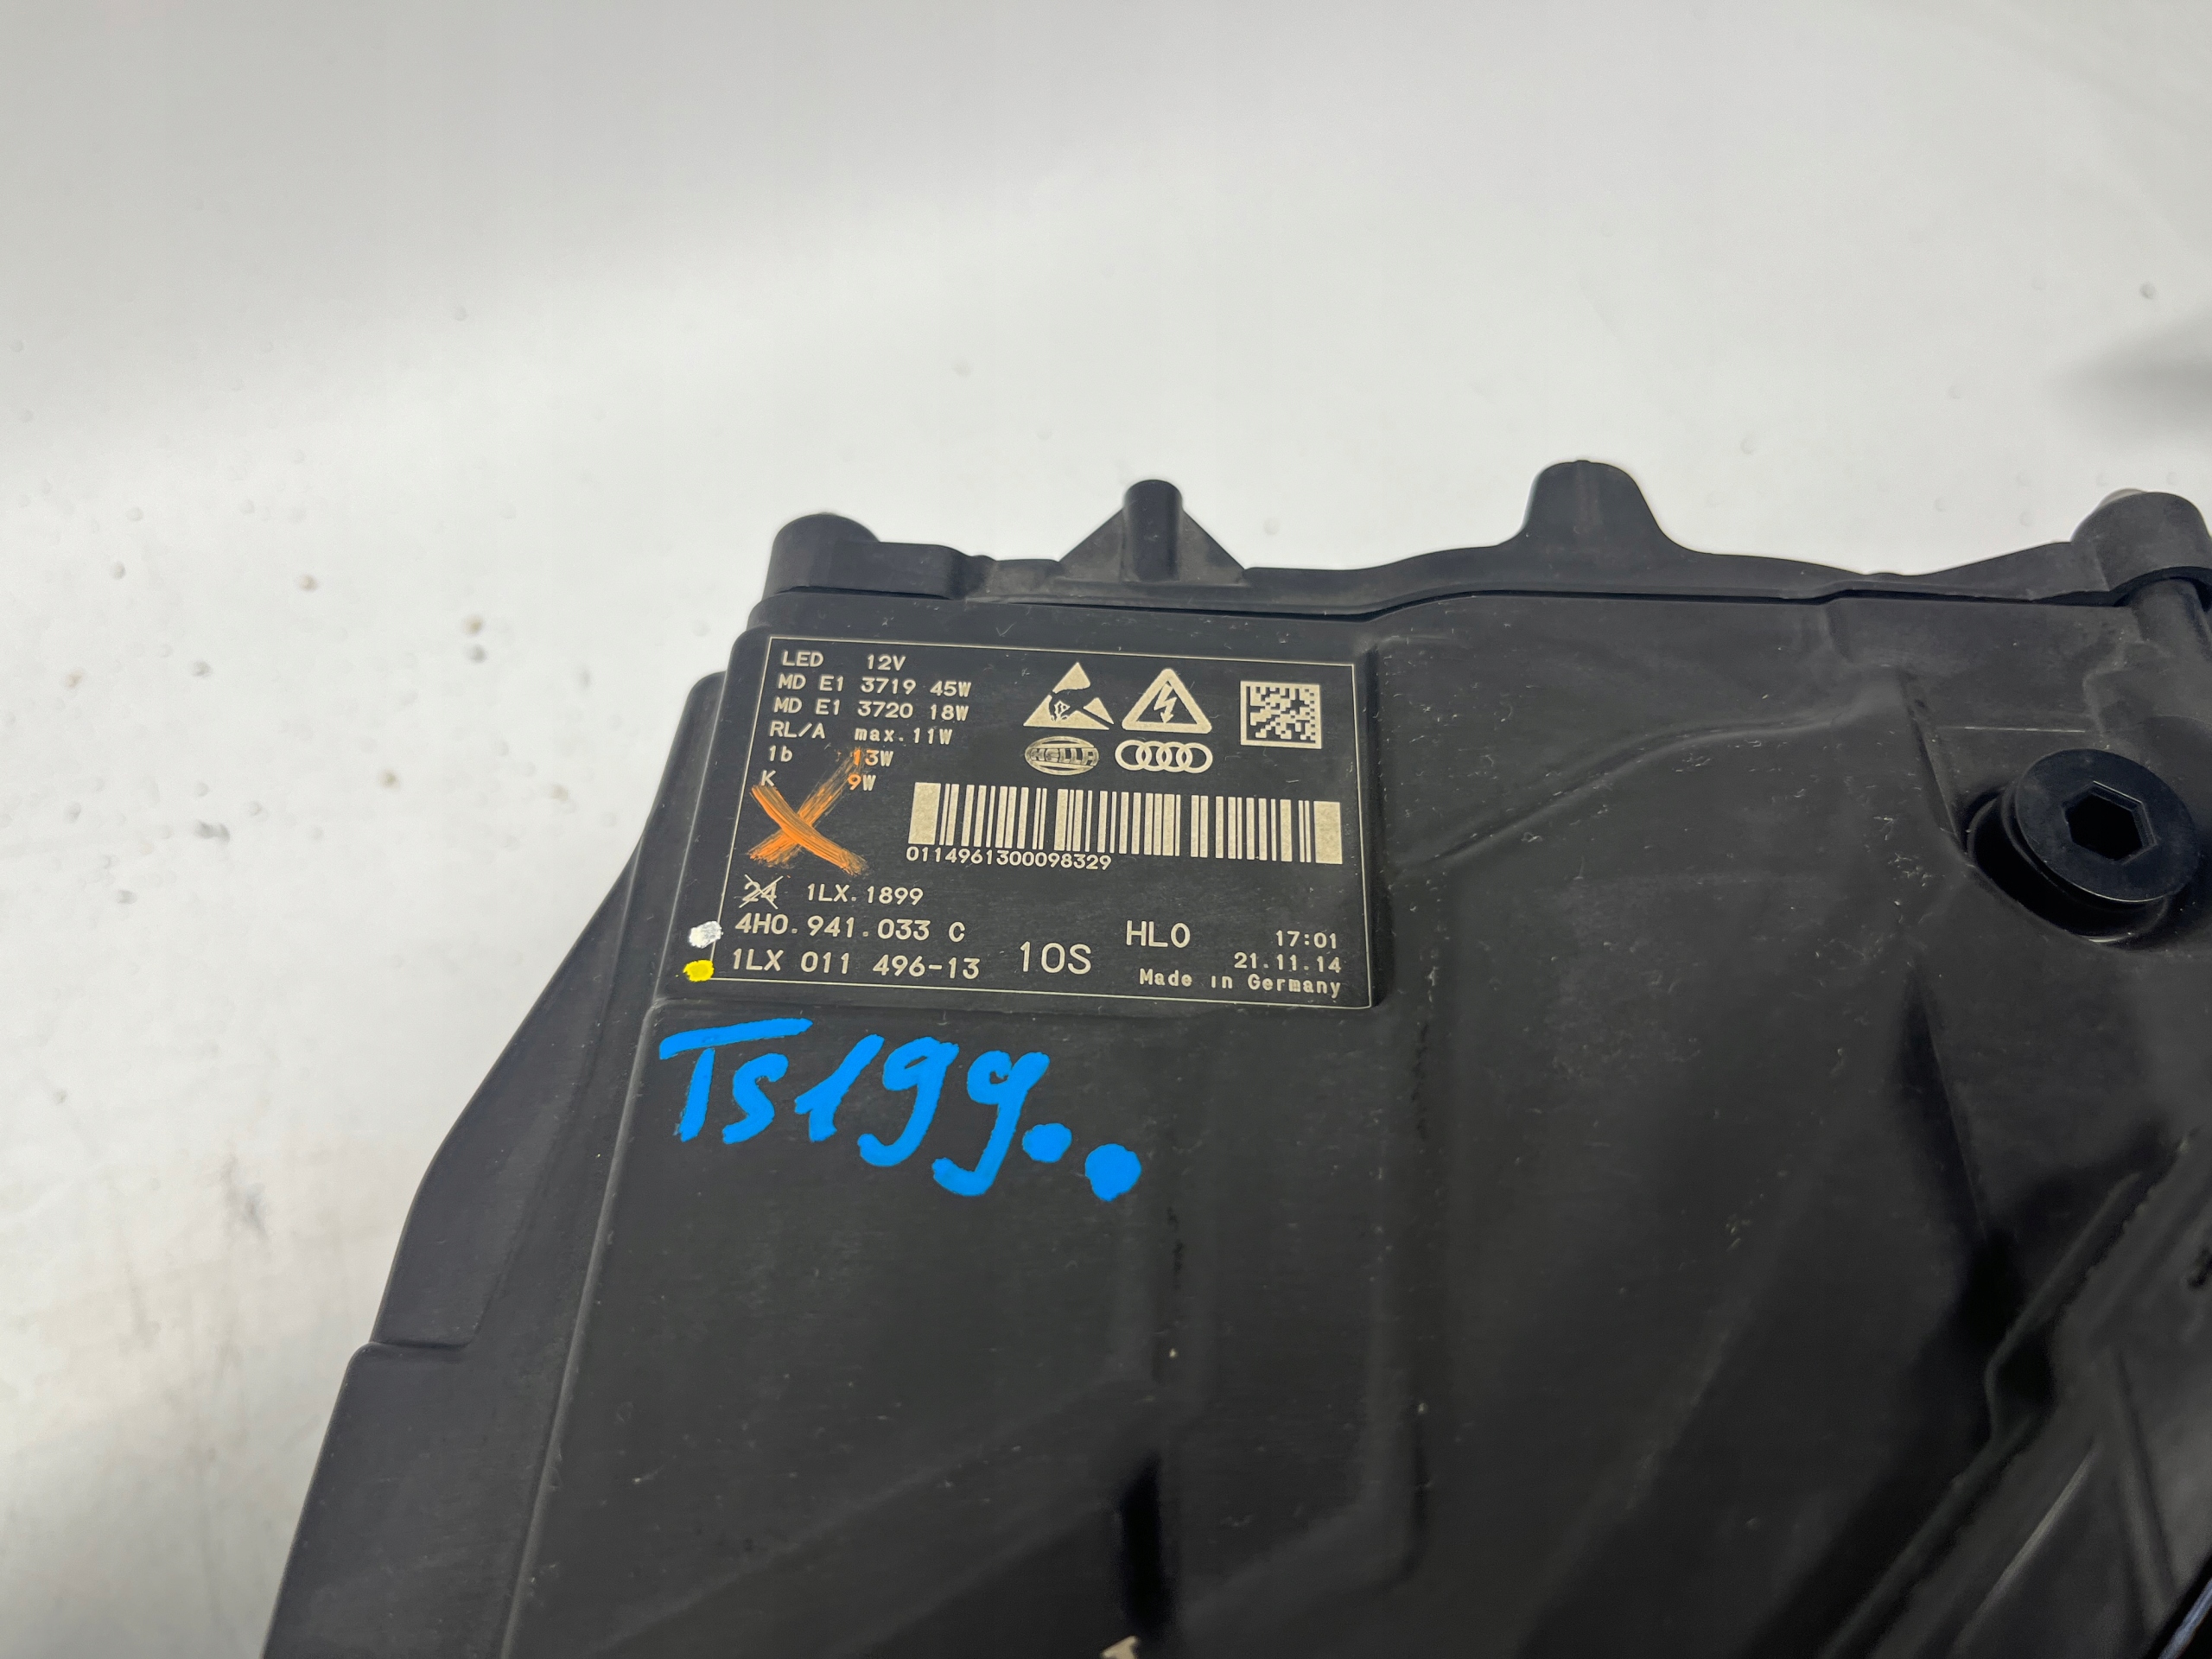 LED 12V
MD E1 3719 45W
MD E1 3720 18W
RL/A max.11W
1b 13W
K 9W
HELLA
0114961300098329
24 1LX.1899
4H0.941.033 C
1LX 011 496-13
10S
HL0
17:01
21.11.14
Made in Germany
Ts199..